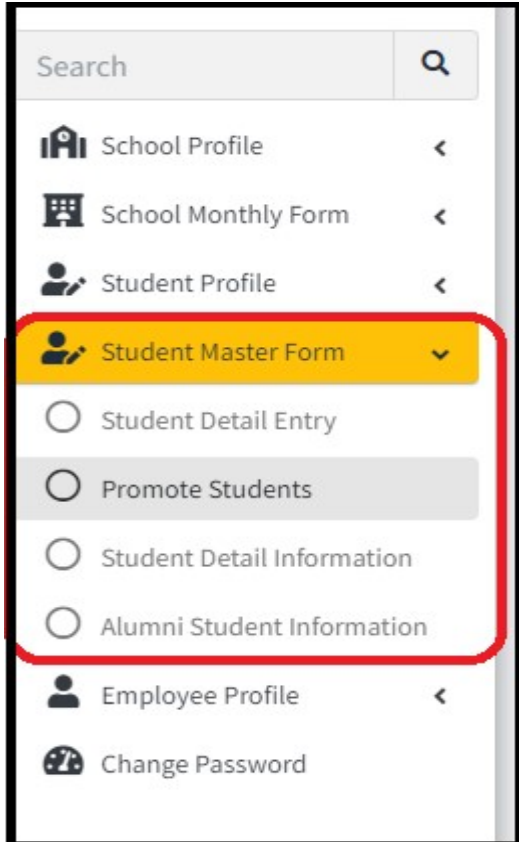 Search
School Profile
School Monthly Form
Student Profile
Student Master Form
Student Detail Entry
Promote Students
Student Detail Information
Alumni Student Information
Employee Profile
Change Password